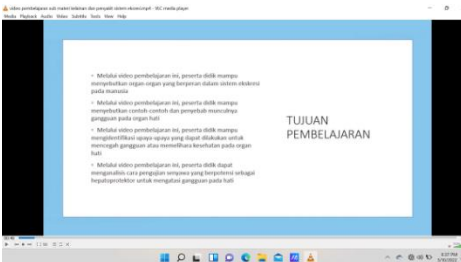 video pembelajaran sub materi kelainan dan penyakit sistem ekskresi.mp4 - VLC media player
Media Playback Audio Video Subtitle Tools View Help
Melalui video pembelajaran ini, peserta didik mampu
menyebutkan organ-organ yang berperan dalam sistem ekskresi
pada manusia
Melalui video pembelajaran ini, peserta didik mampu
menyebutkan contoh-contoh dan penyebab munculnya
gangguan pada organ hati
Melalui video pembelajaran ini, peserta didik mampu
mengidentifikasi upaya-upaya yang dapat dilakukan untuk
mencegah gangguan atau memelihara kesehatan pada organ
hati
Melalui video pembelajaran ini, peserta didik dapat
menganalisis cara pengujian senyawa yang berpotensi sebagai
hepatoprotektor untuk mengatasi gangguan pada hati
TUJUAN
PEMBELAJARAN